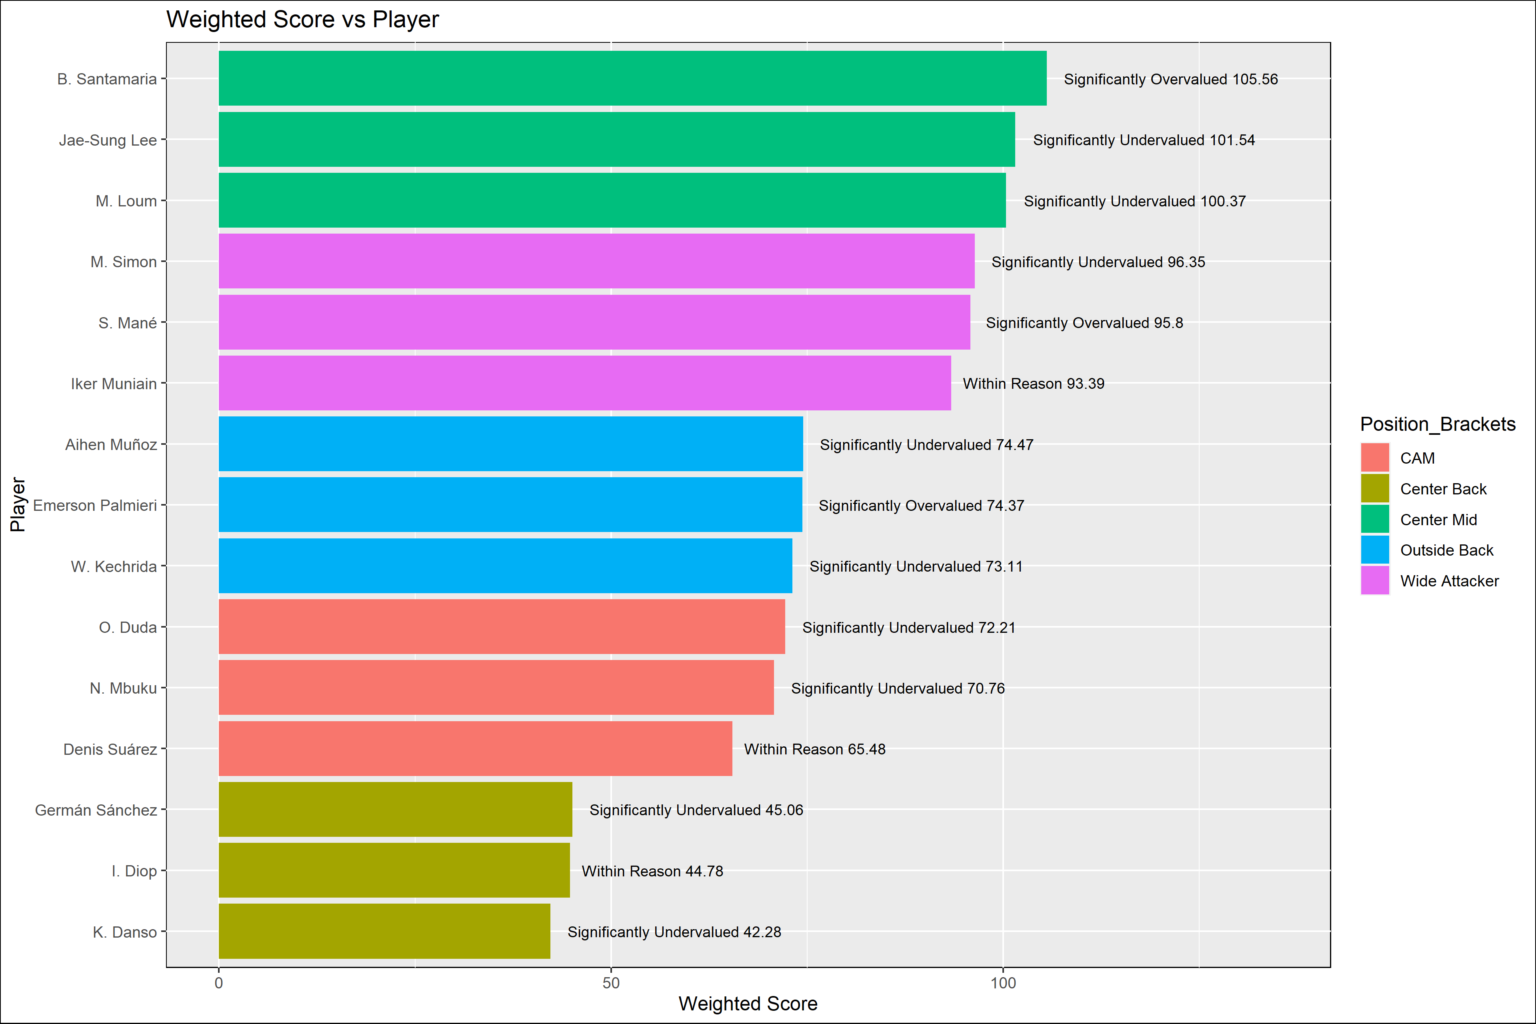 Weighted Score vs Player
B. Santamaria
Significantly Overvalued 105.56
Jae-Sung Lee
Significantly Undervalued 101.54
M. Loum
Significantly Undervalued 100.37
M. Simon
Significantly Undervalued 96.35
S. Mané
Significantly Overvalued 95.8
Iker Muniain
Within Reason 93.39
Aihen Muñoz
Significantly Undervalued 74.47
Emerson Palmieri
Significantly Overvalued 74.37
W. Kechrida
Significantly Undervalued 73.11
O. Duda
Significantly Undervalued 72.21
N. Mbuku
Significantly Undervalued 70.76
Denis Suárez
Within Reason 65.48
Germán Sánchez
Significantly Undervalued 45.06
I. Diop
Within Reason 44.78
K. Danso
Significantly Undervalued 42.28
0 50 100
Weighted Score
Player
Position_Brackets
CAM
Center Back
Center Mid
Outside Back
Wide Attacker